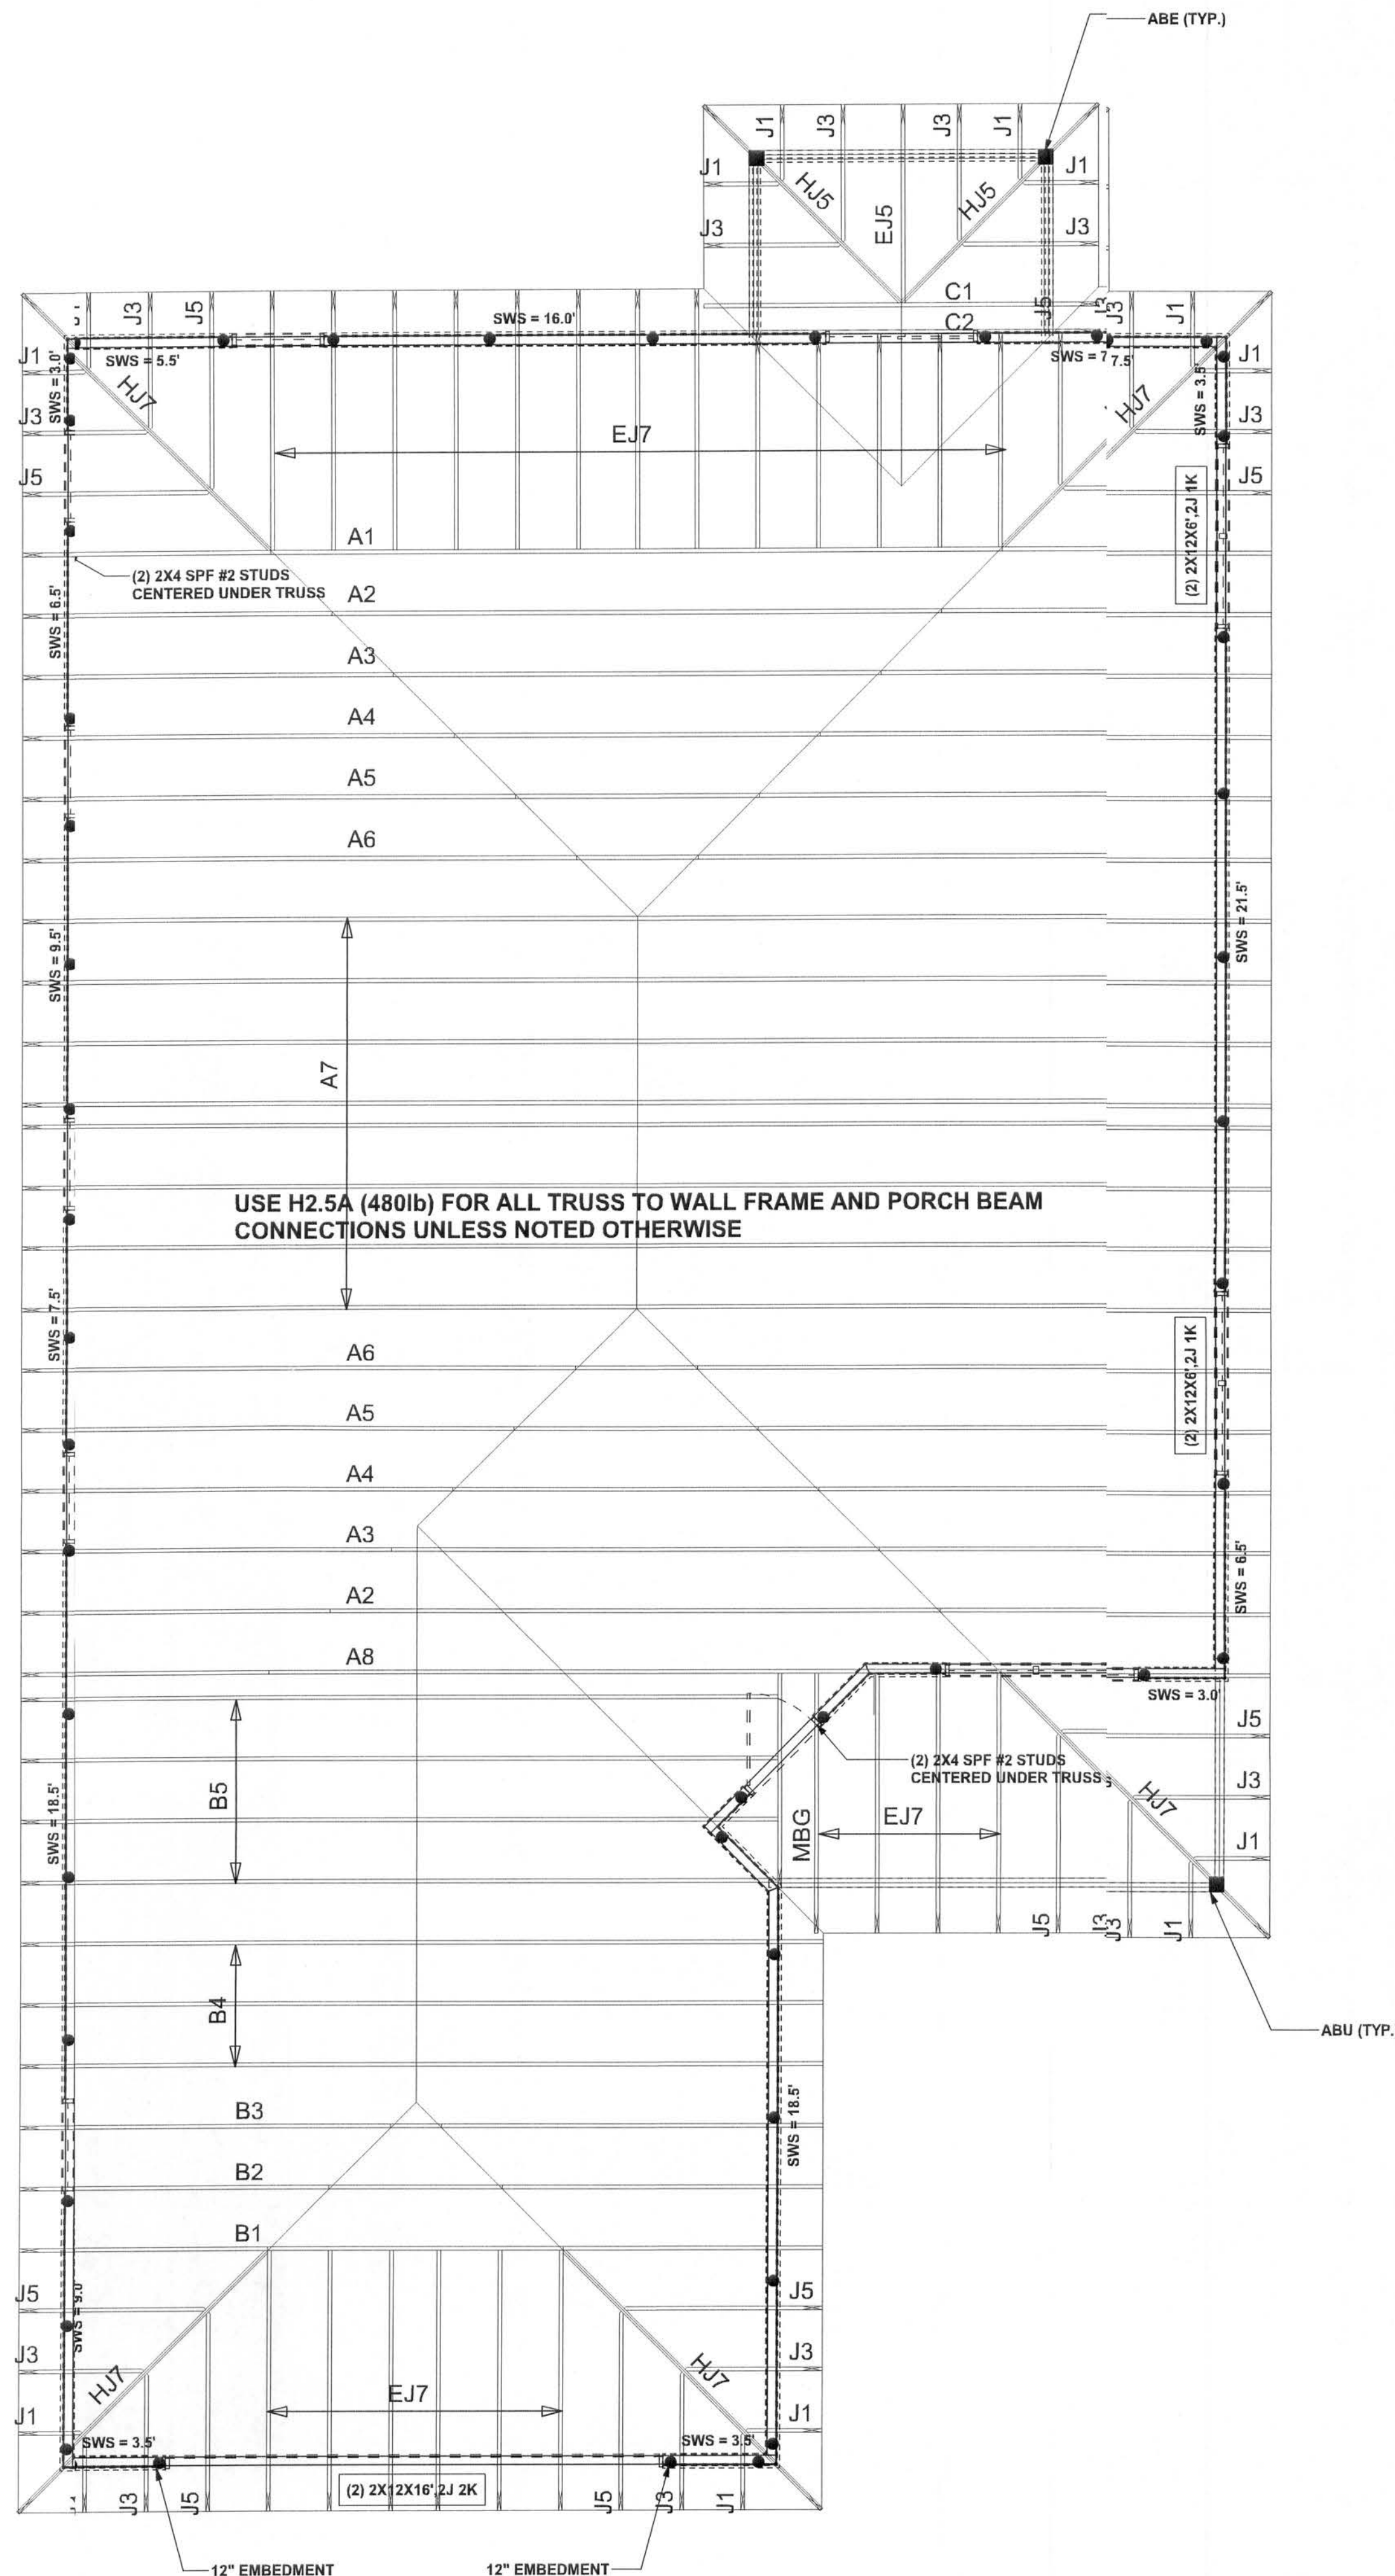 ABE (TYP.)
J1
J3
J3
J1
J1
HJ5
EJ5
HJ5
J1
J3
J3
C1
J3
J5
SWS = 16.0'
C2
J5
J3
J3
J1
J1
SWS = 3.0'
SWS = 5.5'
HJ7
SWS = 7
7.5'
HJ7
SWS = 3.5'
J1
J3
EJ7
J3
J5
(2) 2X12X6',2J 1K
J5
A1
(2) 2X4 SPF #2 STUDS
CENTERED UNDER TRUSS
A2
SWS = 6.5'
A3
A4
A5
A6
SWS = 21.5'
SWS = 9.5'
A7
USE H2.5A (480lb) FOR ALL TRUSS TO WALL FRAME AND PORCH BEAM
CONNECTIONS UNLESS NOTED OTHERWISE
SWS = 7.5'
A6
(2) 2X12X6',2J 1K
A5
A4
A3
SWS = 6.5'
A2
A8
SWS = 3.0'
J5
(2) 2X4 SPF #2 STUDS
CENTERED UNDER TRUSS
J3
B5
SWS = 18.5'
MBG
EJ7
HJ7
J1
J5
J3
J3
J1
B4
ABU (TYP.
B3
SWS = 18.5'
B2
B1
J5
SWS = 9.0'
J5
J3
HJ7
EJ7
HJ7
J3
J1
SWS = 3.5'
SWS = 3.5'
J1
(2) 2X12X16',2J 2K
J3
J5
J5
J3
J1
12" EMBEDMENT
12" EMBEDMENT